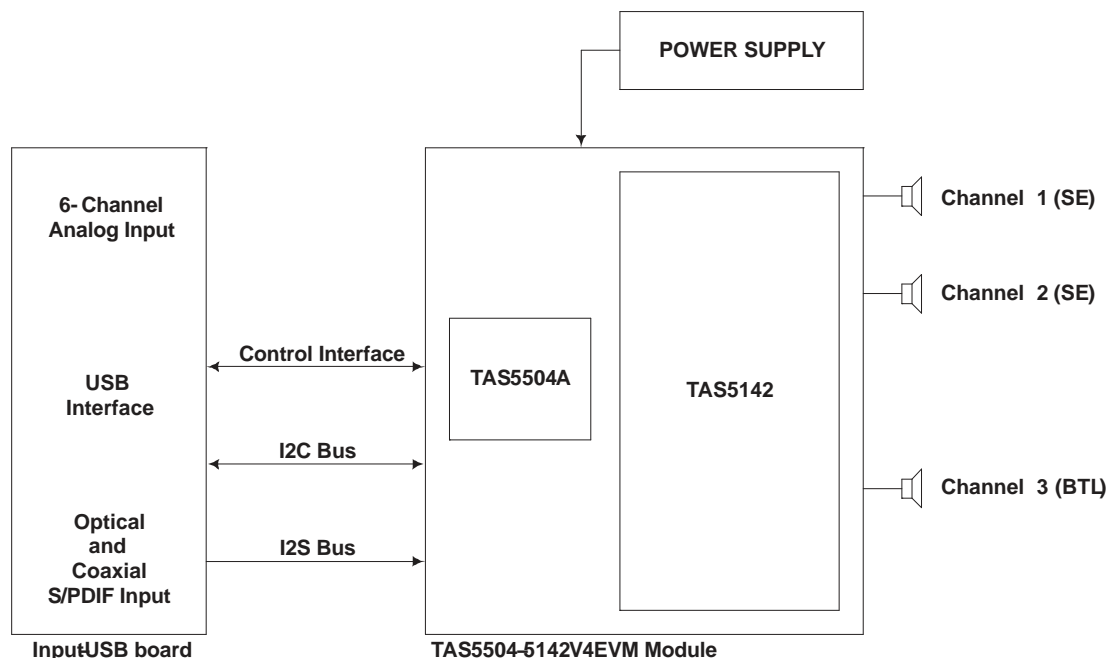 POWER SUPPLY
6- Channel
Analog Input
USB
Interface
Optical
and
Coaxial
S/PDIF Input
Input-USB board
Control Interface
I2C Bus
I2S Bus
TAS5504A
TAS5142
TAS5504-5142V4EVM Module
Channel 1 (SE)
Channel 2 (SE)
Channel 3 (BTL)